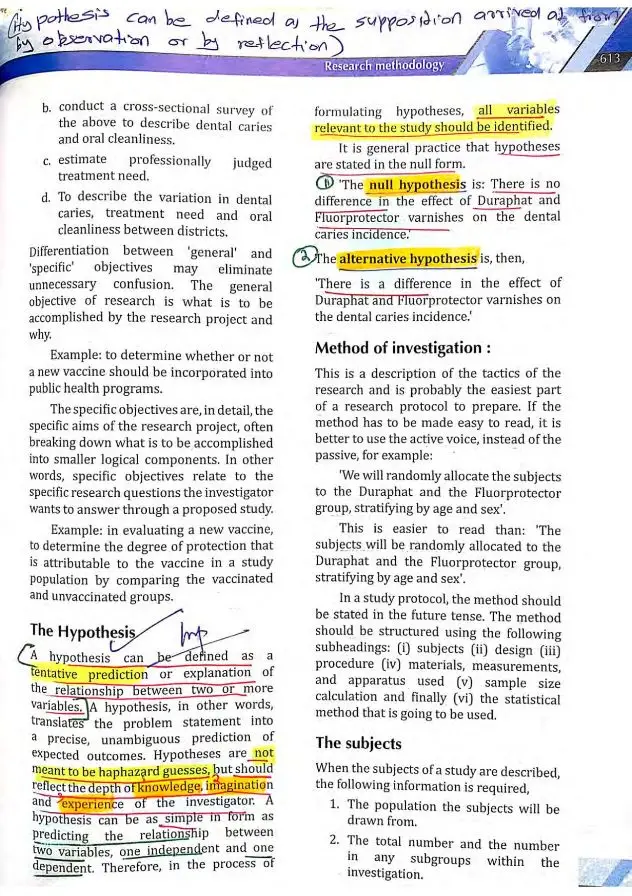 (Hypothesis can be defined as the supposition arrived at from
by observation or by reflection)
Research methodology
613
b. conduct a cross-sectional survey of
the above to describe dental caries
and oral cleanliness.
c. estimate professionally judged
treatment need.
d. To describe the variation in dental
caries, treatment need and oral
cleanliness between districts.
Differentiation between 'general' and
'specific' objectives may eliminate
unnecessary confusion. The general
objective of research is what is to be
accomplished by the research project and
why.
Example: to determine whether or not
a new vaccine should be incorporated into
public health programs.
The specific objectives are, in detail, the
specific aims of the research project, often
breaking down what is to be accomplished
into smaller logical components. In other
words, specific objectives relate to the
specific research questions the investigator
wants to answer through a proposed study.
Example: in evaluating a new vaccine,
to determine the degree of protection that
is attributable to the vaccine in a study
population by comparing the vaccinated
and unvaccinated groups.
The Hypothesis
Imp
A hypothesis can be defined as a
tentative prediction or explanation of
the relationship between two or more
variables. A hypothesis, in other words,
translates the problem statement into
a precise, unambiguous prediction of
expected outcomes. Hypotheses are not
meant to be haphazard guesses, but should
reflect the depth of knowledge, imagination
and experience of the investigator. A
hypothesis can be as simple in form as
predicting the relationship between
two variables, one independent and one
dependent. Therefore, in the process of
formulating hypotheses, all variables
relevant to the study should be identified.
It is general practice that hypotheses
are stated in the null form.
① 'The null hypothesis is: There is no
difference in the effect of Duraphat and
Fluorprotector varnishes on the dental
caries incidence.'
② The alternative hypothesis is, then,
'There is a difference in the effect of
Duraphat and Fluorprotector varnishes on
the dental caries incidence.'
Method of investigation :
This is a description of the tactics of the
research and is probably the easiest part
of a research protocol to prepare. If the
method has to be made easy to read, it is
better to use the active voice, instead of the
passive, for example:
'We will randomly allocate the subjects
to the Duraphat and the Fluorprotector
group, stratifying by age and sex'.
This is easier to read than: 'The
subjects will be randomly allocated to the
Duraphat and the Fluorprotector group,
stratifying by age and sex'.
In a study protocol, the method should
be stated in the future tense. The method
should be structured using the following
subheadings: (i) subjects (ii) design (iii)
procedure (iv) materials, measurements,
and apparatus used (v) sample size
calculation and finally (vi) the statistical
method that is going to be used.
The subjects
When the subjects of a study are described,
the following information is required,
1. The population the subjects will be
drawn from.
2. The total number and the number
in any subgroups within the
investigation.